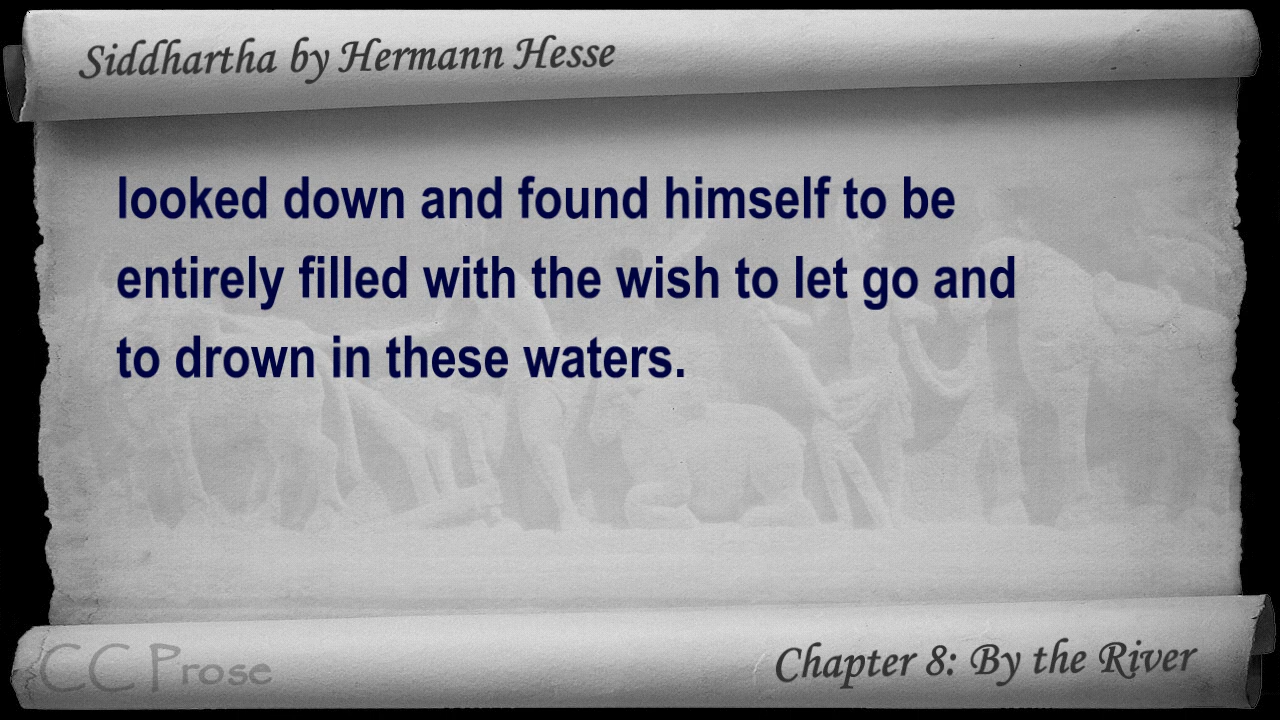 Siddhartha by Hermann Hesse
looked down and found himself to be
entirely filled with the wish to let go and
to drown in these waters.
CC Prose
Chapter 8: By the River